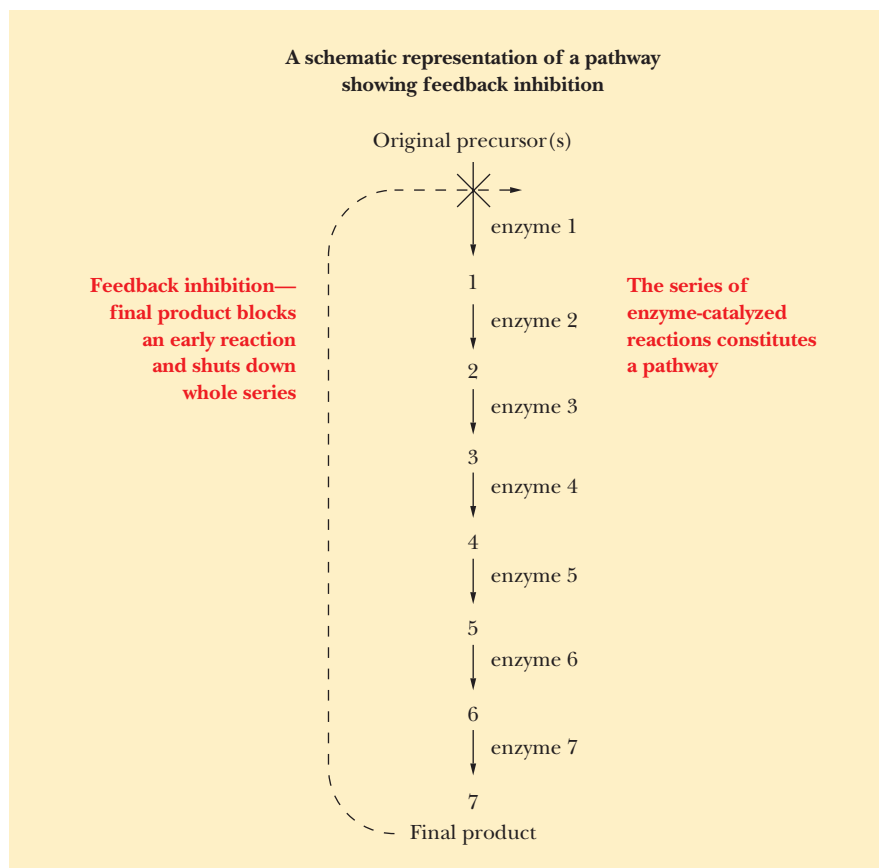 A schematic representation of a pathway
showing feedback inhibition
Original precursor(s)
enzyme 1
Feedback inhibition—
final product blocks
an early reaction
and shuts down
whole series
1
The series of
enzyme-catalyzed
reactions constitutes
a pathway
enzyme 2
2
enzyme 3
3
enzyme 4
4
enzyme 5
5
enzyme 6
6
enzyme 7
7
Final product